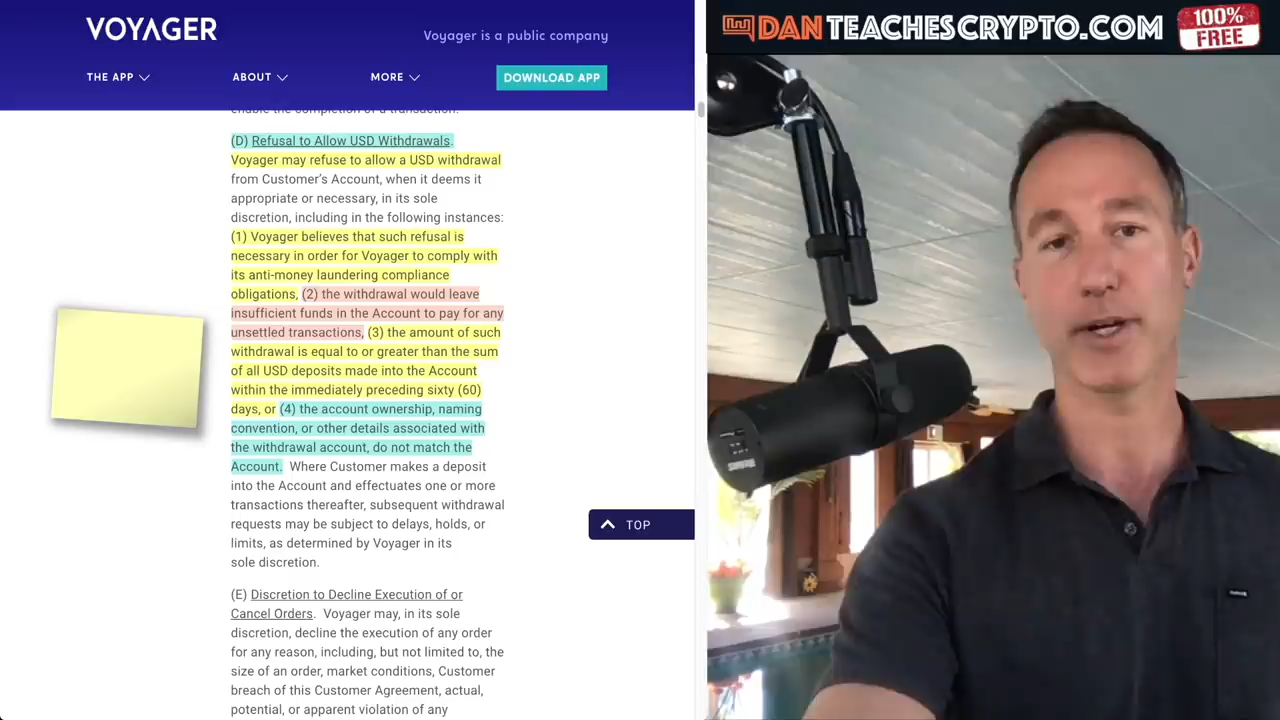 VOYAGER
Voyager is a public company
THE APP
ABOUT
MORE
DOWNLOAD APP
enable the completion of a transaction.
(D) Refusal to Allow USD Withdrawals.
Voyager may refuse to allow a USD withdrawal
from Customer’s Account, when it deems it
appropriate or necessary, in its sole
discretion, including in the following instances:
(1) Voyager believes that such refusal is
necessary in order for Voyager to comply with
its anti-money laundering compliance
obligations, (2) the withdrawal would leave
insufficient funds in the Account to pay for any
unsettled transactions, (3) the amount of such
withdrawal is equal to or greater than the sum
of all USD deposits made into the Account
within the immediately preceding sixty (60)
days, or (4) the account ownership, naming
convention, or other details associated with
the withdrawal account, do not match the
Account. Where Customer makes a deposit
into the Account and effectuates one or more
transactions thereafter, subsequent withdrawal
requests may be subject to delays, holds, or
limits, as determined by Voyager in its
sole discretion.
TOP
(E) Discretion to Decline Execution of or
Cancel Orders. Voyager may, in its sole
discretion, decline the execution of any order
for any reason, including, but not limited to, the
size of an order, market conditions, Customer
breach of this Customer Agreement, actual,
potential, or apparent violation of any
DANTEACHESCRYPTO.COM
100%
FREE